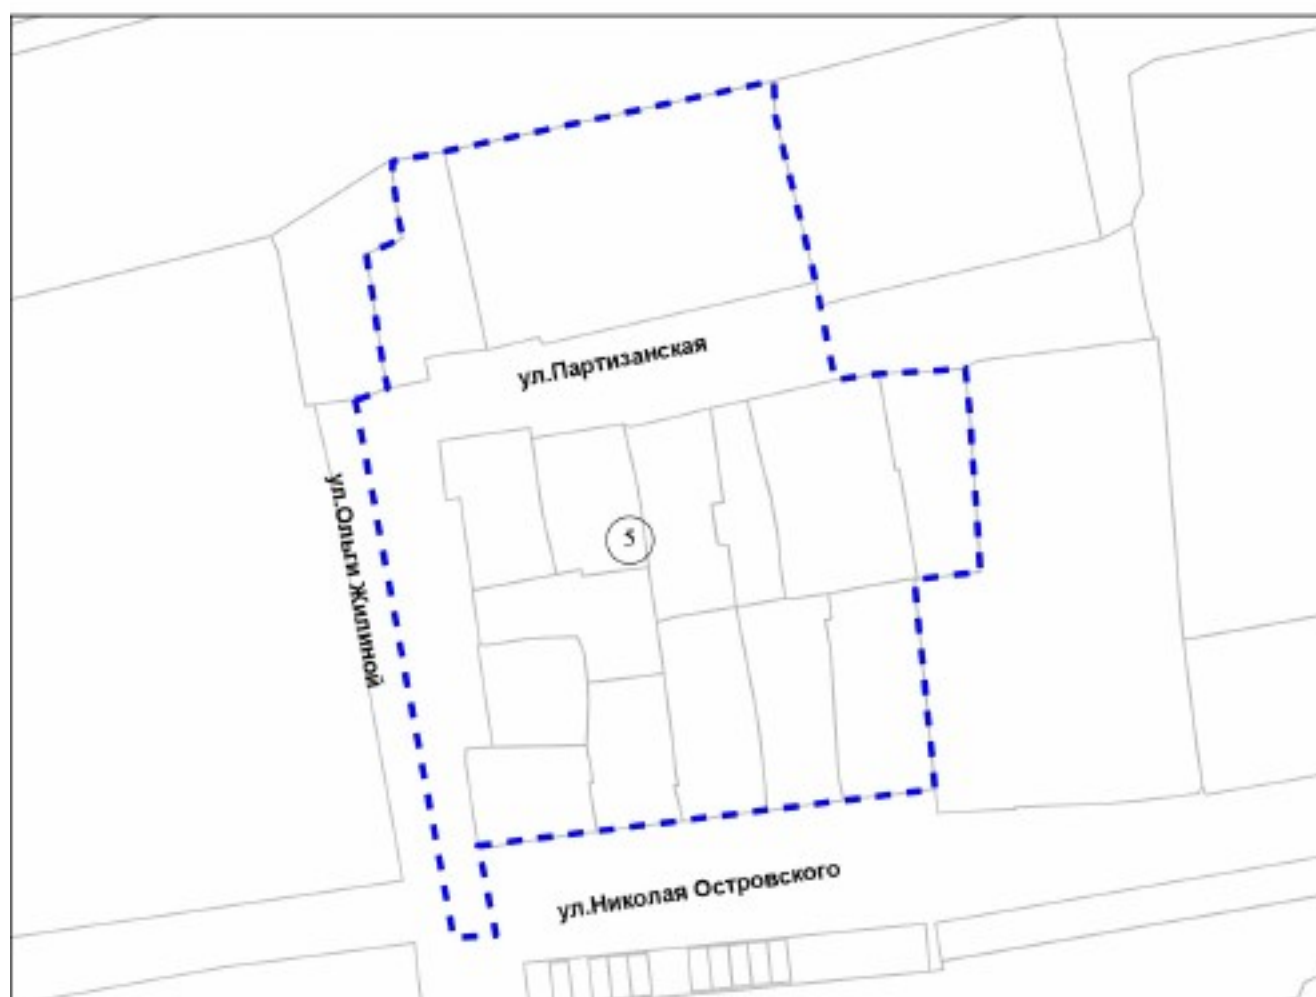 ул.Партизанская
ул.Ольги Жилиной
5
ул.Николая Островского